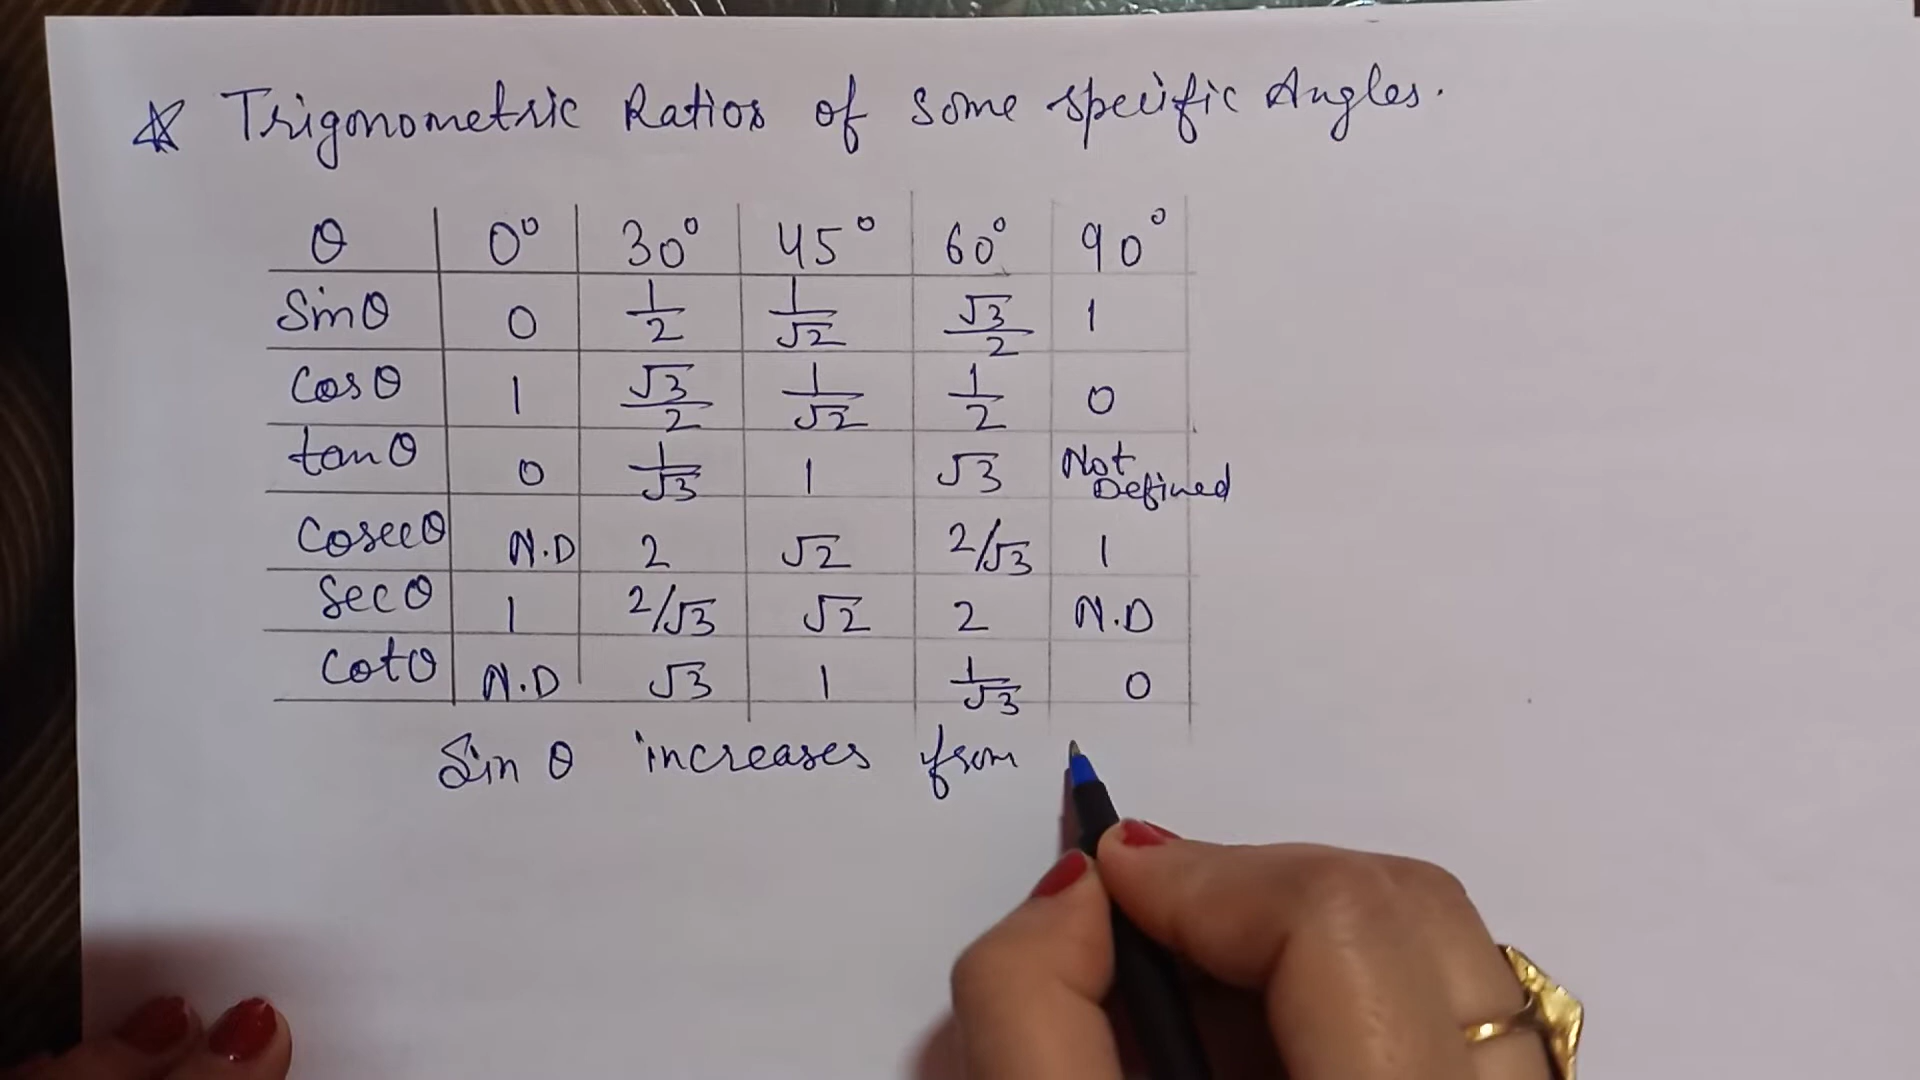 ☆ Trigonometric Ratios of some specific Angles.
θ 0° 30° 45° 60° 90°
Sinθ 0 1/2 1/√2 √3/2 1
Cosθ 1 √3/2 1/√2 1/2 0
tanθ 0 1/√3 1 √3 Not Defined
Cosecθ N.D 2 √2 2/√3 1
Secθ 1 2/√3 √2 2 N.D
Cotθ N.D √3 1 1/√3 0
Sin θ increases from